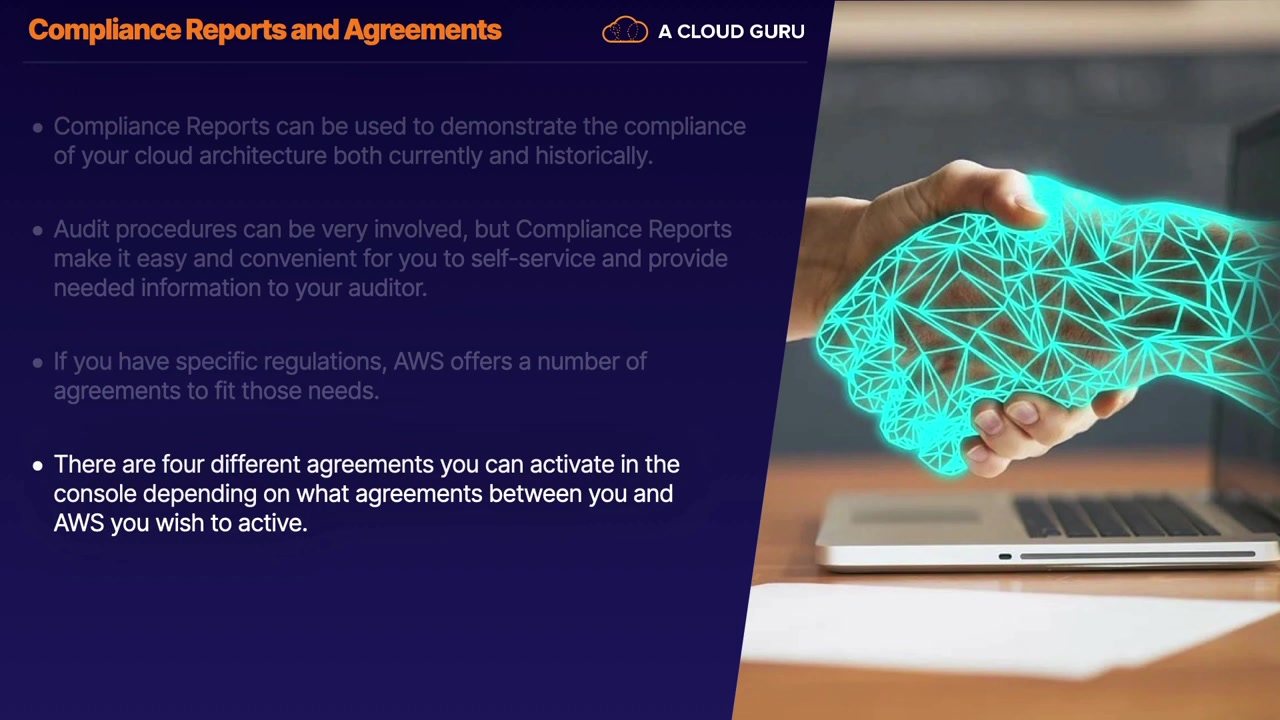 Compliance Reports and Agreements
A CLOUD GURU
• Compliance Reports can be used to demonstrate the compliance
of your cloud architecture both currently and historically.
• Audit procedures can be very involved, but Compliance Reports
make it easy and convenient for you to self-service and provide
needed information to your auditor.
• If you have specific regulations, AWS offers a number of
agreements to fit those needs.
• There are four different agreements you can activate in the
console depending on what agreements between you and
AWS you wish to active.